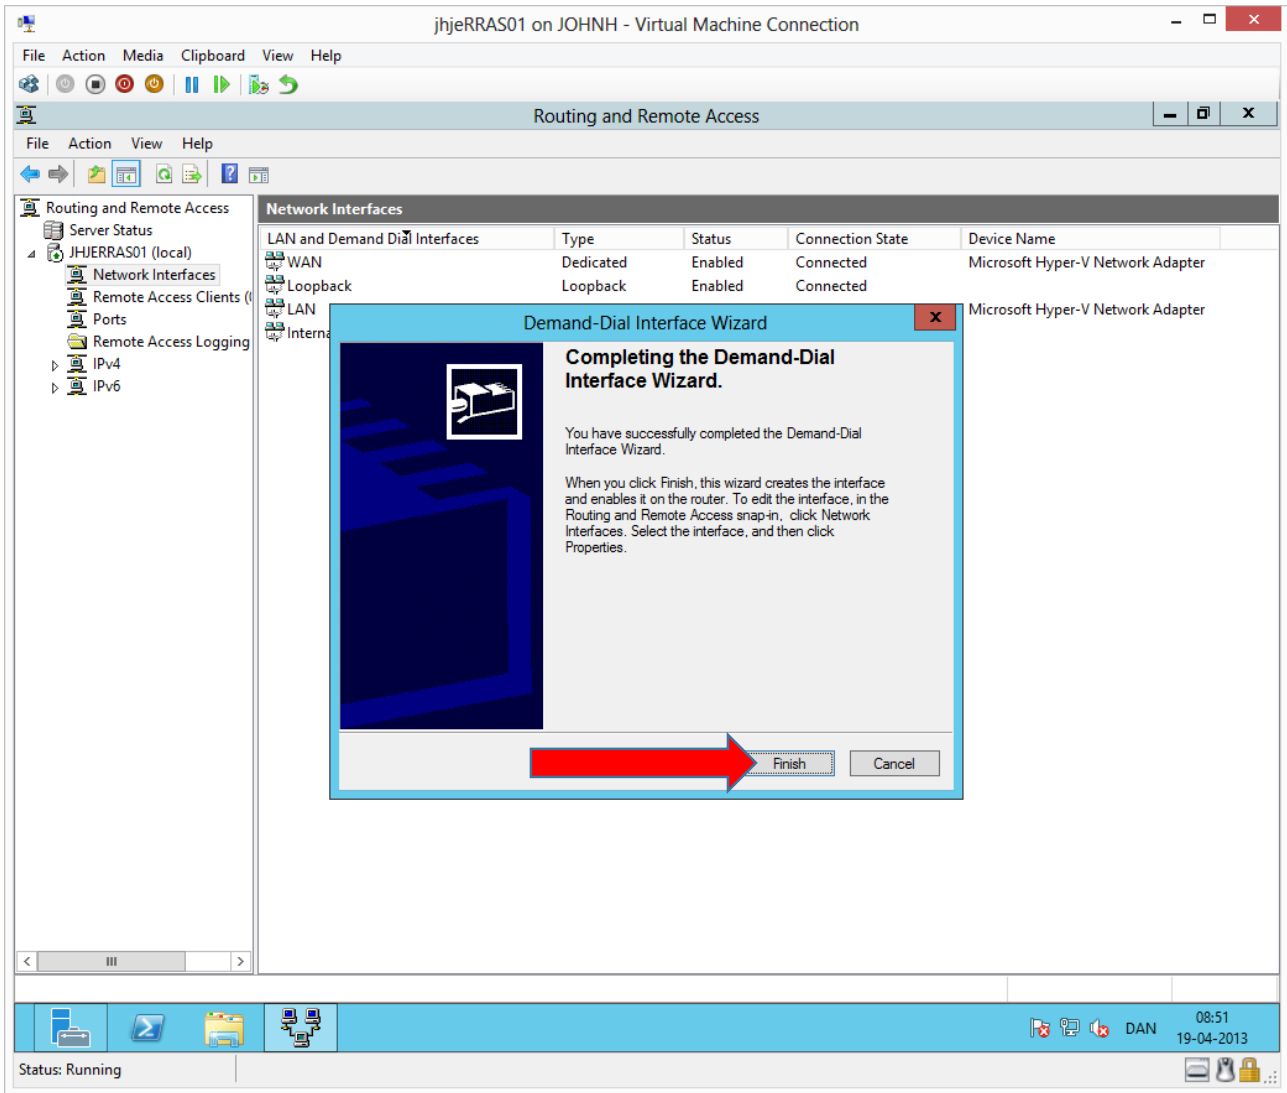 jhjeRRAS01 on JOHNH - Virtual Machine Connection
File Action Media Clipboard View Help
Routing and Remote Access
File Action View Help
Routing and Remote Access
Server Status
JHJERRAS01 (local)
Network Interfaces
Remote Access Clients (
Ports
Remote Access Logging
IPv4
IPv6
Network Interfaces
LAN and Demand Dial Interfaces Type Status Connection State Device Name
WAN Dedicated Enabled Connected Microsoft Hyper-V Network Adapter
Loopback Loopback Enabled Connected
LAN Microsoft Hyper-V Network Adapter
Interna
Demand-Dial Interface Wizard
Completing the Demand-Dial
Interface Wizard.
You have successfully completed the Demand-Dial
Interface Wizard.
When you click Finish, this wizard creates the interface
and enables it on the router. To edit the interface, in the
Routing and Remote Access snap-in, click Network
Interfaces. Select the interface, and then click
Properties.
Finish Cancel
DAN
08:51
19-04-2013
Status: Running